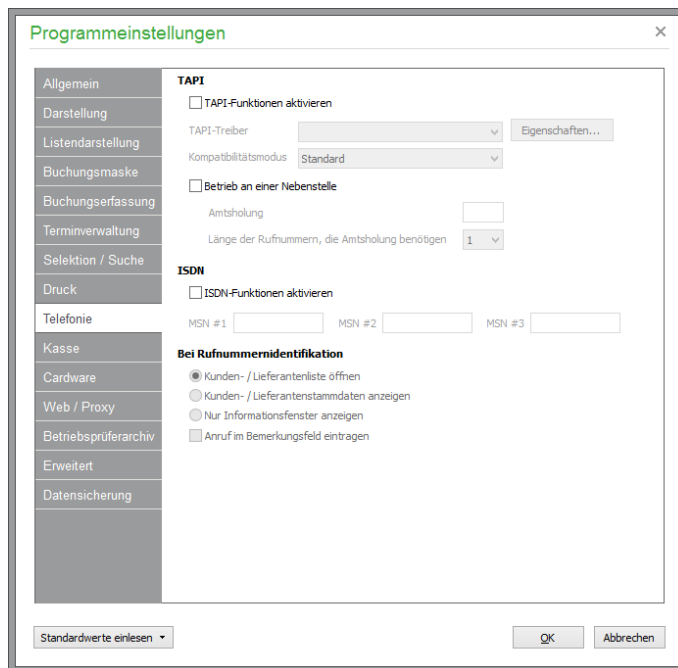 Programmeinstellungen
Allgemein
Darstellung
Listendarstellung
Buchungsmaske
Buchungserfassung
Terminverwaltung
Selektion / Suche
Druck
Telefonie
Kasse
Cardware
Web / Proxy
Betriebsprüferarchiv
Erweitert
Datensicherung
TAPI
TAPI-Funktionen aktivieren
TAPI-Treiber Eigenschaften...
Kompatibilitätsmodus Standard
Betrieb an einer Nebenstelle
Amtsholung
Länge der Rufnummern, die Amtsholung benötigen 1
ISDN
ISDN-Funktionen aktivieren
MSN #1 MSN #2 MSN #3
Bei Rufnummernidentifikation
Kunden- / Lieferantenliste öffnen
Kunden- / Lieferantenstammdaten anzeigen
Nur Informationsfenster anzeigen
Anruf im Bemerkungsfeld eintragen
Standardwerte einlesen OK Abbrechen